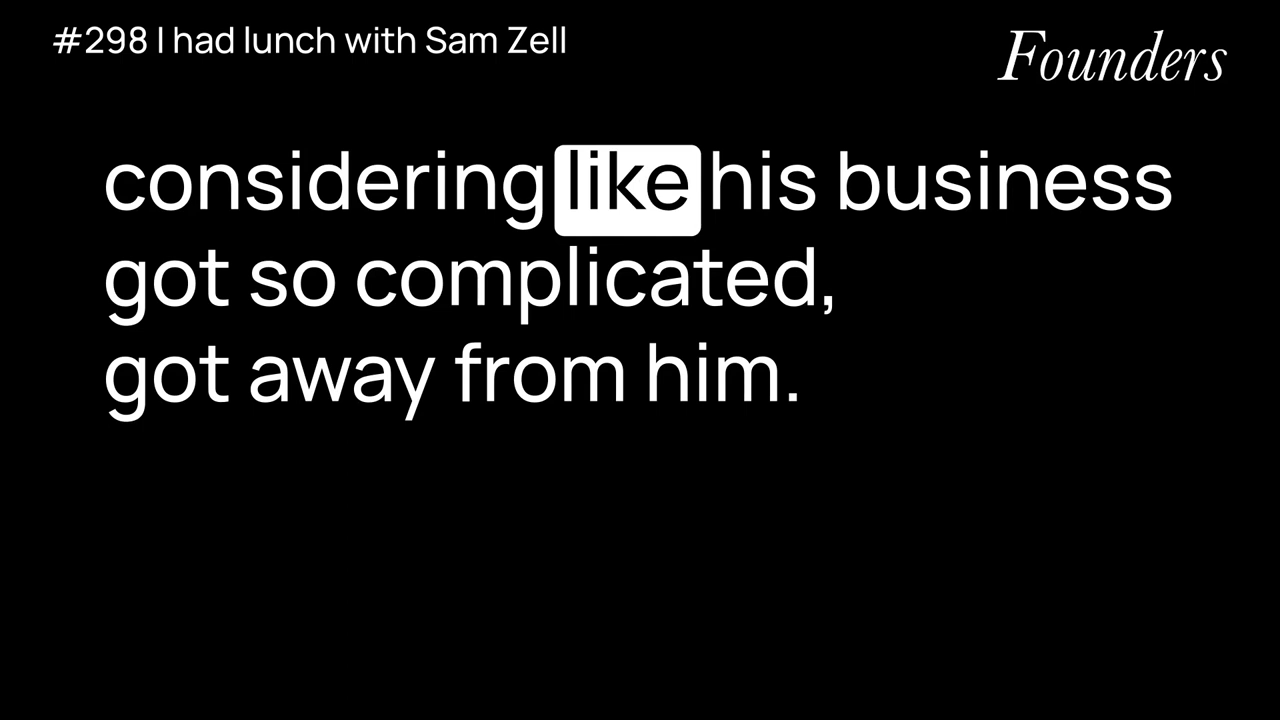 #298 I had lunch with Sam Zell
Founders
considering like his business
got so complicated,
got away from him.